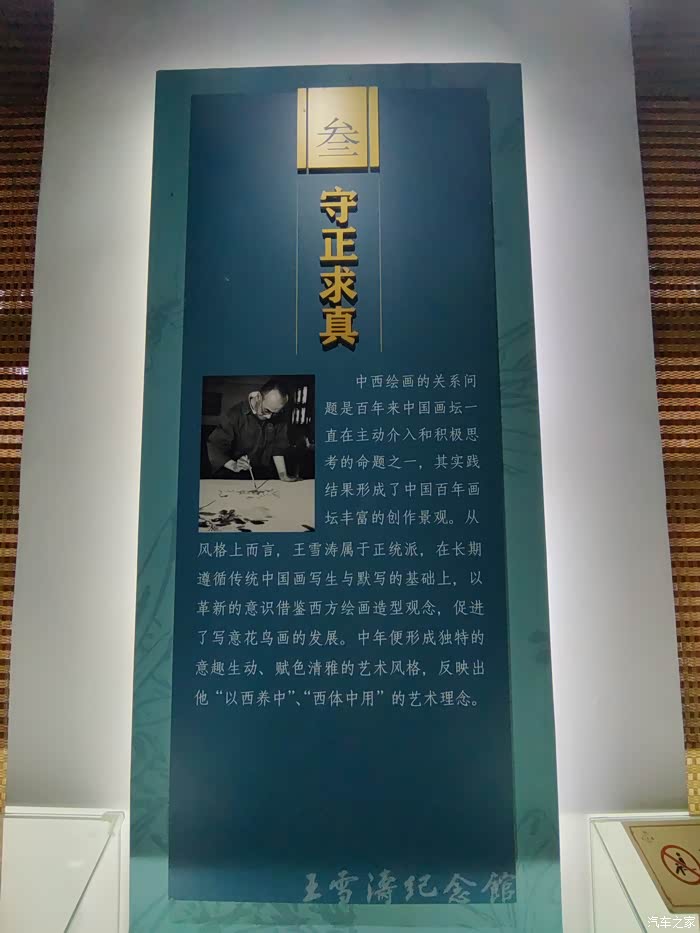 叁
守正求真
中西绘画的关系问
题是百年来中国画坛一
直在主动介入和积极思
考的命题之一，其实践
结果形成了中国百年画
坛丰富的创作景观。从
风格上而言，王雪涛属于正统派，在长期
遵循传统中国画写生与默写的基础上，以
革新的意识借鉴西方绘画造型观念，促进
了写意花鸟画的发展。中年便形成独特的
意趣生动、赋色清雅的艺术风格，反映出
他“以西养中”、“西体中用”的艺术理念。
王雪濤纪念館
汽车之家